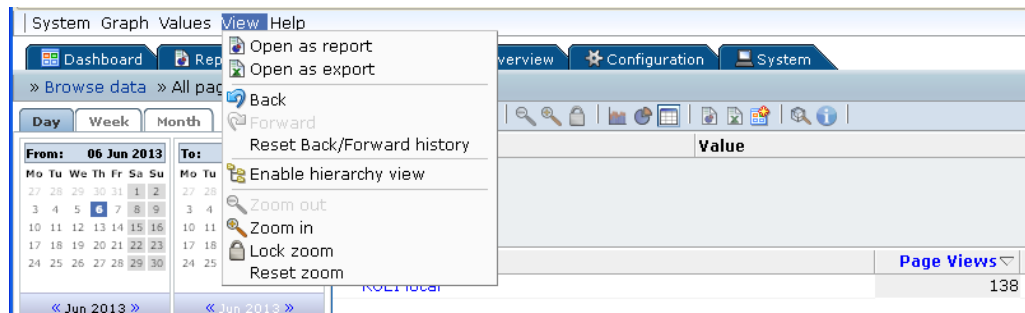 System Graph Values View Help
Open as report
Open as export
Back
Forward
Reset Back/Forward history
Enable hierarchy view
Zoom out
Zoom in
Lock zoom
Reset zoom
Dashboard Configuration System
» Browse data » All
Day Week Month
From: 06 Jun 2013 To:
Mo Tu We Th Fr Sa Su Mo Tu
27 28 29 30 31 1 2 27 28
3 4 5 6 7 8 9 3 4
10 11 12 13 14 15 16 10 11
17 18 19 20 21 22 23 17 18
24 25 26 27 28 29 30 24 25
« Jun 2013 » « Jun 2013 »
Value
Page Views
138